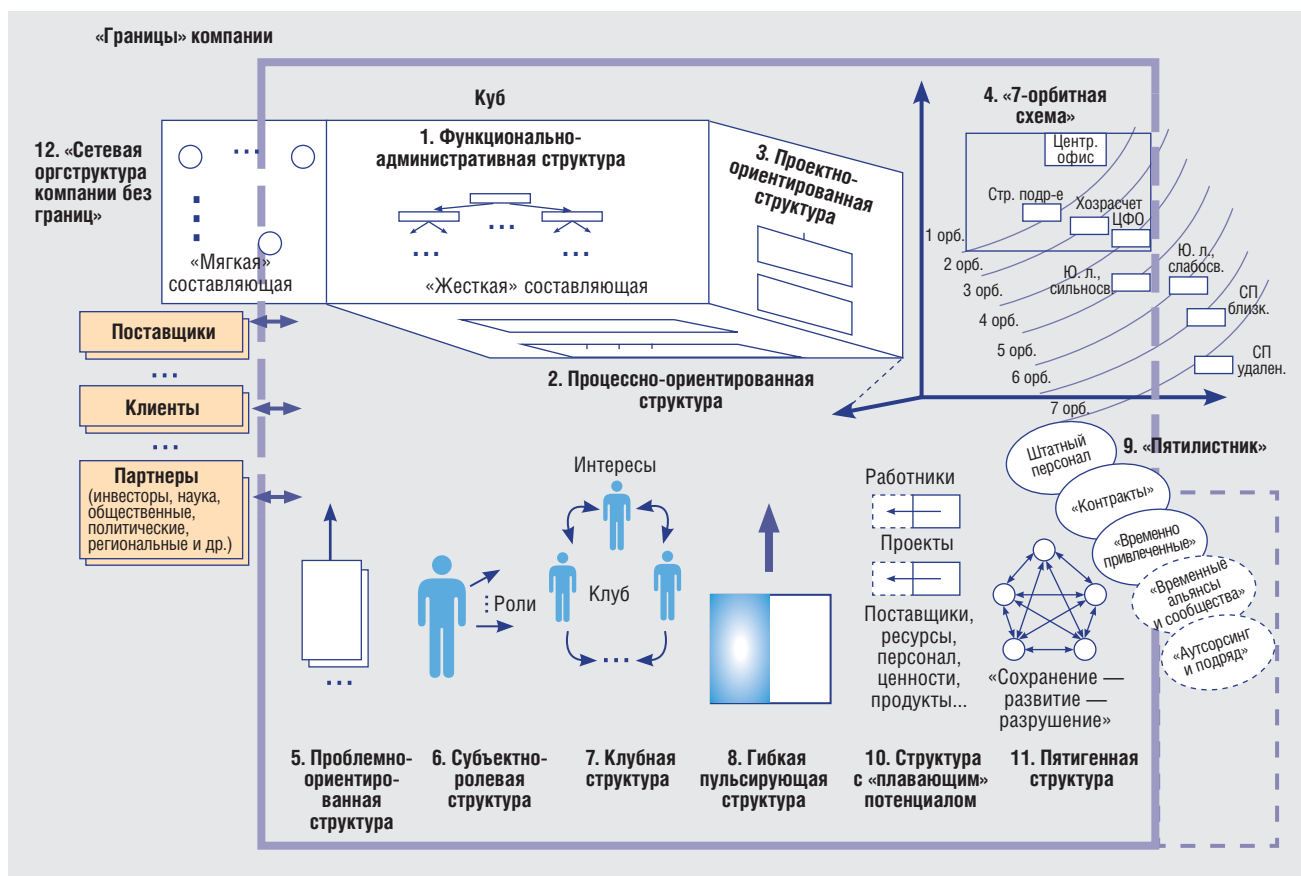 «Границы» компании
Куб
12. «Сетевая
оргструктура
компании без
границ»
...
«Мягкая»
составляющая
1. Функционально-
административная структура
...
... ...
«Жесткая» составляющая
3. Проектно-
ориентированная
структура
2. Процессно-ориентированная
структура
4. «7-орбитная
схема»
Центр.
офис
Стр. подр-е
Хозрасчет
ЦФО
Ю. л.,
сильносв.
Ю. л.,
слабосв.
СП
близк.
СП
удален.
1 орб.
2 орб.
3 орб.
4 орб.
5 орб.
6 орб.
7 орб.
Поставщики
...
Клиенты
...
Партнеры
(инвесторы, наука,
общественные,
политические,
региональные и др.)
...
5. Проблемно-
ориентиро-
ванная
структура
Роли
6. Субъектно-
ролевая
структура
Интересы
Клуб
...
7. Клубная
структура
8. Гибкая
пульсирующая
структура
Работники
Проекты
Поставщики,
ресурсы,
персонал,
ценности,
продукты...
10. Структура
с «плавающим»
потенциалом
«Сохранение —
развитие —
разрушение»
11. Пятигенная
структура
9. «Пятилистник»
Штатный
персонал
«Контракты»
«Временно
привлеченные»
«Временные
альянсы
и сообщества»
«Аутсорсинг
и подряд»